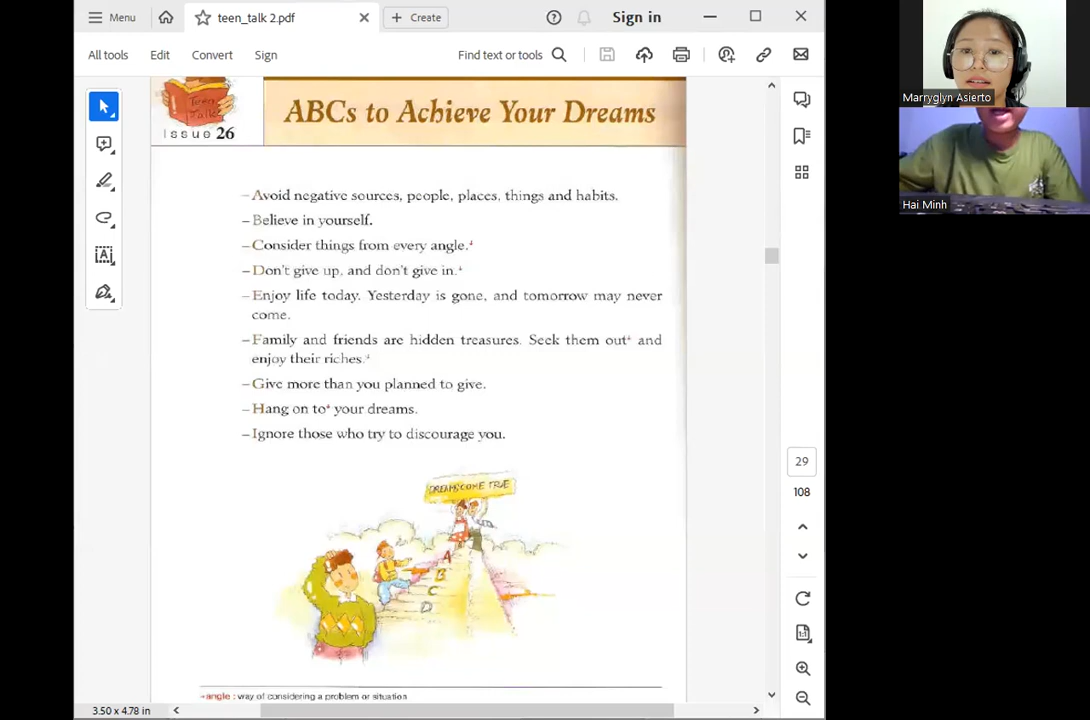 Menu
teen_talk 2.pdf
Create
Sign in
All tools
Edit
Convert
Sign
Find text or tools
Teen
Talk
Issue 26
ABCs to Achieve Your Dreams
– Avoid negative sources, people, places, things and habits.
– Believe in yourself.
– Consider things from every angle.
– Don't give up, and don't give in.
– Enjoy life today. Yesterday is gone, and tomorrow may never
come.
– Family and friends are hidden treasures. Seek them out and
enjoy their riches.
– Give more than you planned to give.
– Hang on to your dreams.
– Ignore those who try to discourage you.
DREAMS COME TRUE
A
B
C
D
angle : way of considering a problem or situation
3.50 x 4.78 in
29
108
1:1
Marryglyn Asierto
Hai Minh